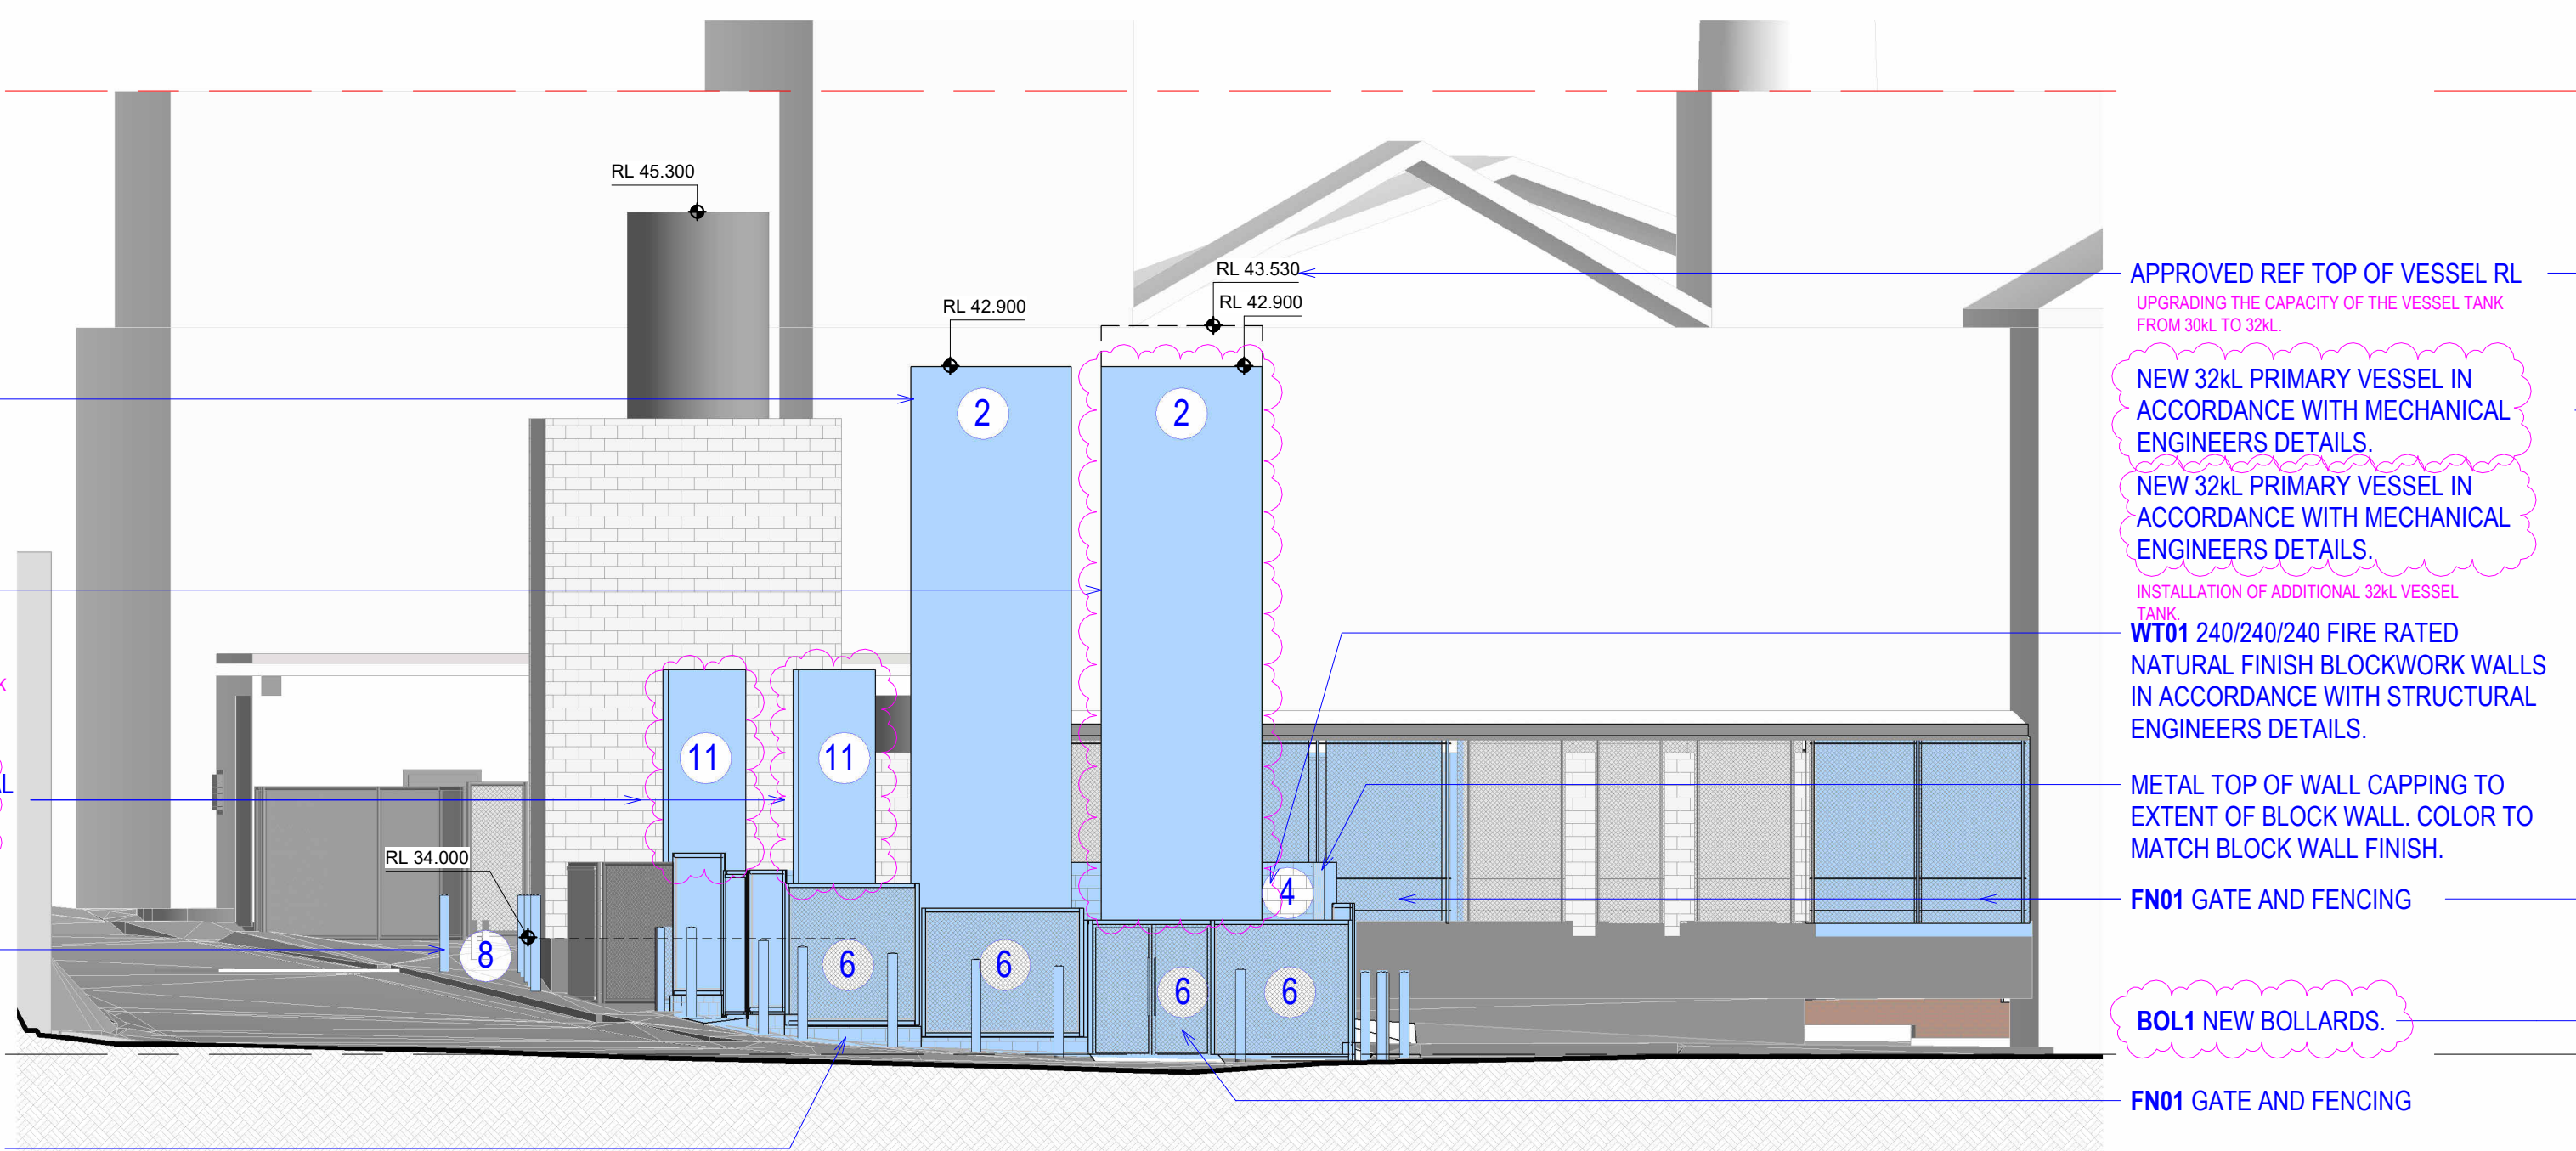 RL 45.300
RL 43.530
RL 42.900
RL 42.900
2
2
11
11
RL 34.000
8
4
6
6
6
6
K
AL
APPROVED REF TOP OF VESSEL RL
UPGRADING THE CAPACITY OF THE VESSEL TANK
FROM 30kL TO 32kL.
NEW 32kL PRIMARY VESSEL IN
ACCORDANCE WITH MECHANICAL
ENGINEERS DETAILS.
NEW 32kL PRIMARY VESSEL IN
ACCORDANCE WITH MECHANICAL
ENGINEERS DETAILS.
INSTALLATION OF ADDITIONAL 32kL VESSEL
TANK.
WT01 240/240/240 FIRE RATED
NATURAL FINISH BLOCKWORK WALLS
IN ACCORDANCE WITH STRUCTURAL
ENGINEERS DETAILS.
METAL TOP OF WALL CAPPING TO
EXTENT OF BLOCK WALL. COLOR TO
MATCH BLOCK WALL FINISH.
FN01 GATE AND FENCING
BOL1 NEW BOLLARDS.
FN01 GATE AND FENCING